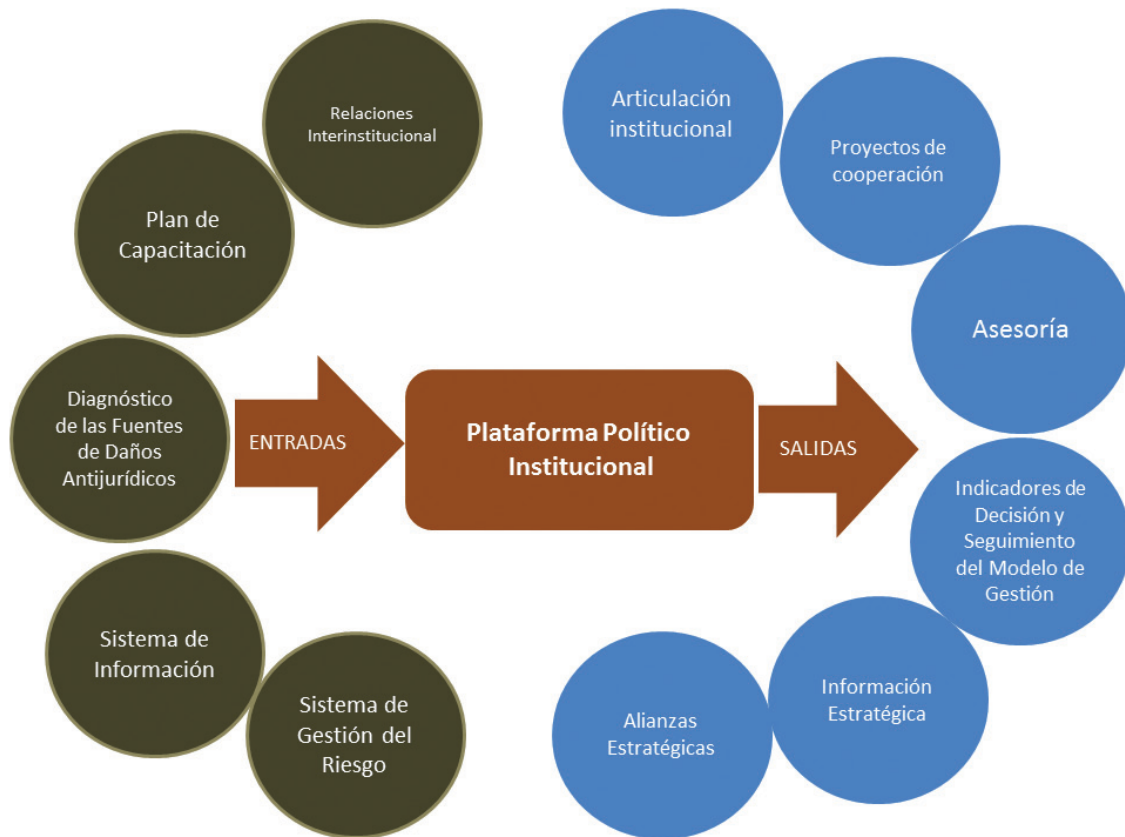 Relaciones
Interinstitucional
Plan de
Capacitación
Diagnóstico
de las Fuentes
de Daños
Antijurídicos
Sistema de
Información
Sistema de
Gestión del
Riesgo
ENTRADAS
Plataforma Político
Institucional
SALIDAS
Articulación
institucional
Proyectos de
cooperación
Asesoría
Indicadores de
Decisión y
Seguimiento
del Modelo de
Gestión
Información
Estratégica
Alianzas
Estratégicas